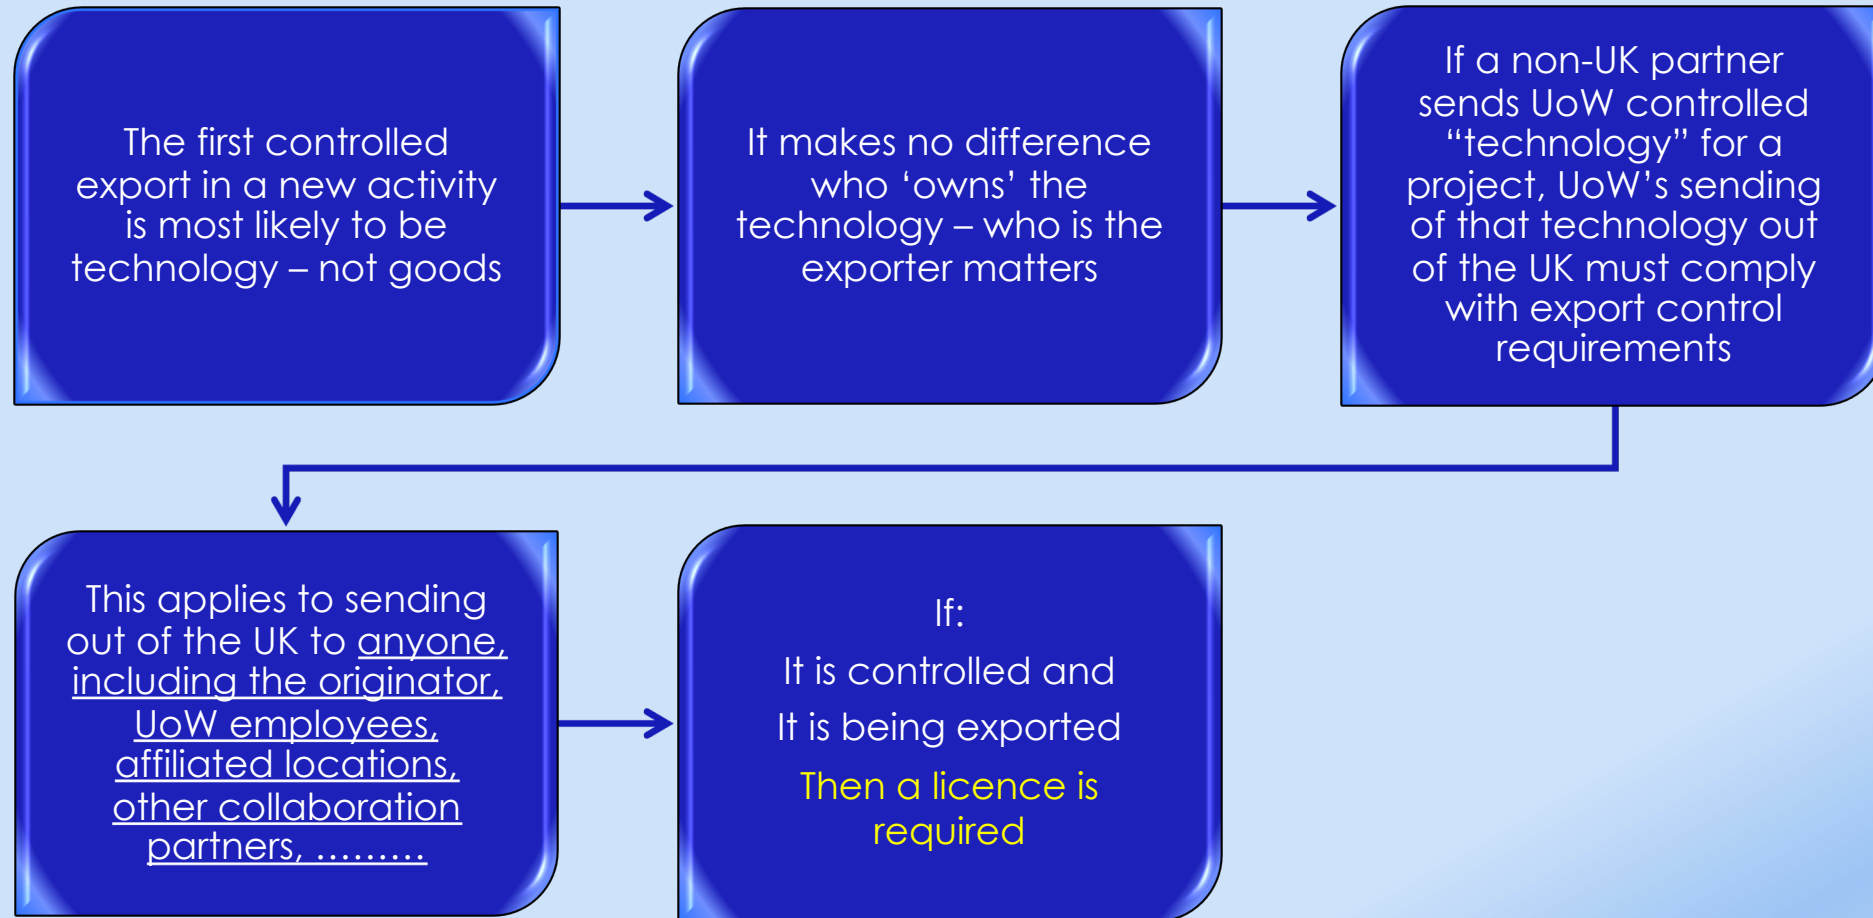 The first controlled
export in a new activity
is most likely to be
technology – not goods
It makes no difference
who ‘owns’ the
technology – who is the
exporter matters
If a non-UK partner
sends UoW controlled
“technology” for a
project, UoW’s sending
of that technology out
of the UK must comply
with export control
requirements
This applies to sending
out of the UK to anyone,
including the originator,
UoW employees,
affiliated locations,
other collaboration
partners, .........
If:
It is controlled and
It is being exported
Then a licence is
required